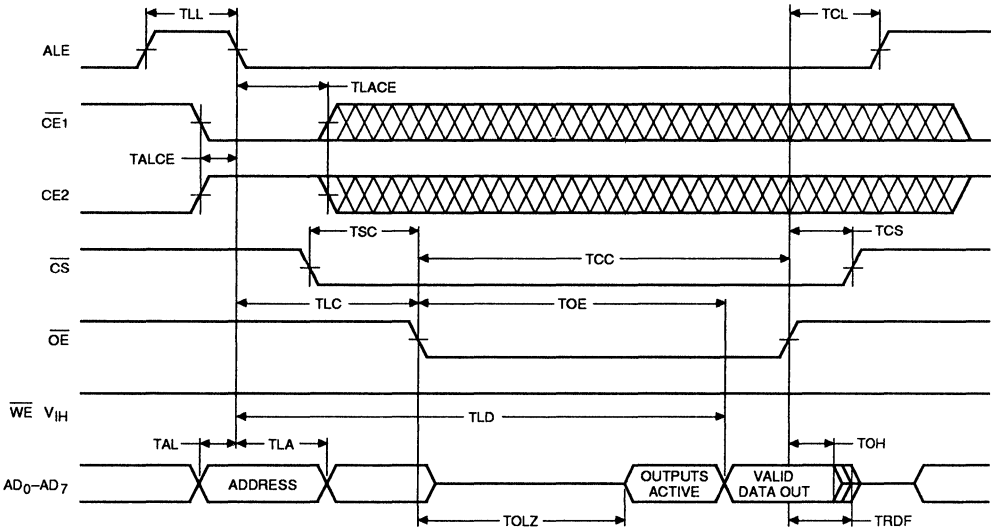 TLL
TCL
ALE
TLACE
CE1
TALCE
CE2
TSC
TCS
TCC
CS
TLC
TOE
OE
WE VIH
TLD
TAL
TLA
TOH
AD0–AD7
ADDRESS
OUTPUTS
ACTIVE
VALID
DATA OUT
TOLZ
TRDF